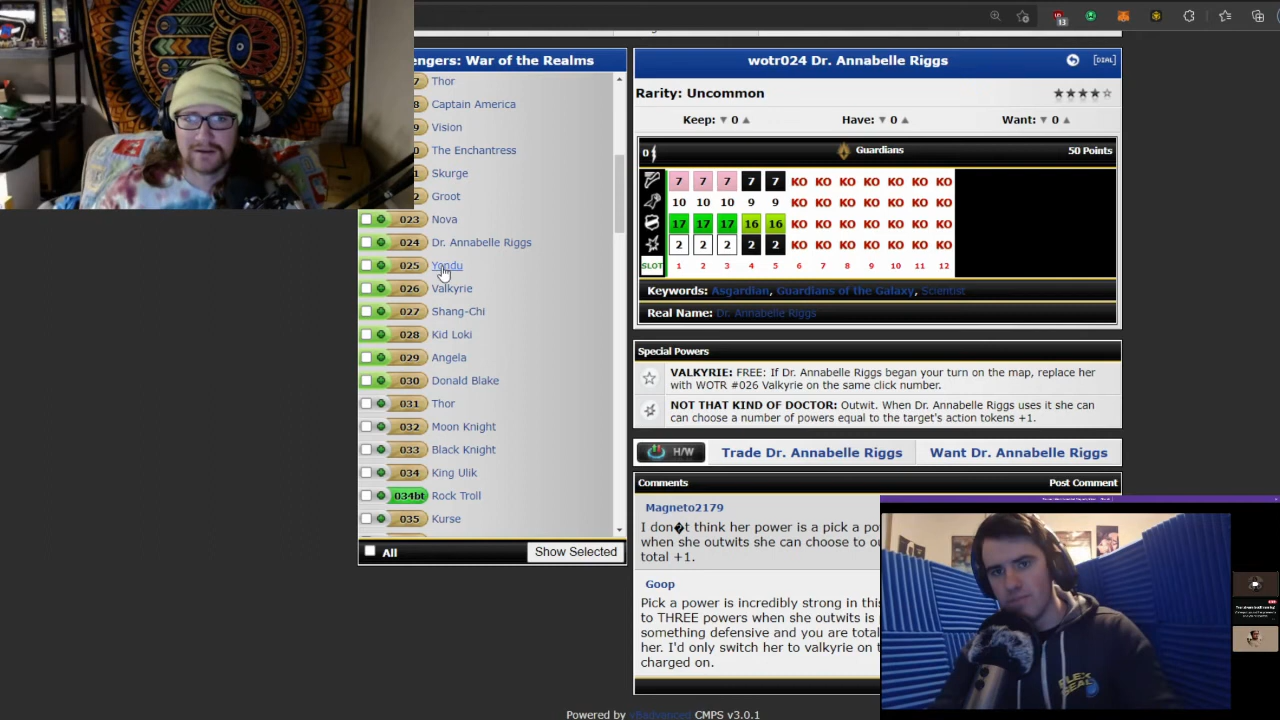 13
engers: War of the Realms
7 Thor
8 Captain America
9 Vision
0 The Enchantress
1 Skurge
2 Groot
023 Nova
024 Dr. Annabelle Riggs
025 Yondu
026 Valkyrie
027 Shang-Chi
028 Kid Loki
029 Angela
030 Donald Blake
031 Thor
032 Moon Knight
033 Black Knight
034 King Ulik
034bt Rock Troll
035 Kurse
All
Show Selected
wotr024 Dr. Annabelle Riggs
[DIAL]
Rarity: Uncommon
Keep: ▼ 0 ▲ Have: ▼ 0 ▲ Want: ▼ 0 ▲
0 Guardians 50 Points
7 7 7 7 7 KO KO KO KO KO KO KO
10 10 10 9 9 KO KO KO KO KO KO KO
17 17 17 16 16 KO KO KO KO KO KO KO
2 2 2 2 2 KO KO KO KO KO KO KO
SLOT 1 2 3 4 5 6 7 8 9 10 11 12
Keywords: Asgardian, Guardians of the Galaxy, Scientist
Real Name: Dr. Annabelle Riggs
Special Powers
VALKYRIE: FREE: If Dr. Annabelle Riggs began your turn on the map, replace her
with WOTR #026 Valkyrie on the same click number.
NOT THAT KIND OF DOCTOR: Outwit. When Dr. Annabelle Riggs uses it she can
can choose a number of powers equal to the target's action tokens +1.
H/W
Trade Dr. Annabelle Riggs
Want Dr. Annabelle Riggs
Comments
Post Comment
Magneto2179
I don�t think her power is a pick a po
when she outwits she can choose to ou
total +1.
Goop
Pick a power is incredibly strong in this
to THREE powers when she outwits is
something defensive and you are total
her. I'd only switch her to valkyrie on t
charged on.
FLEX
SEAL
Powered by vBadvanced CMPS v3.0.1